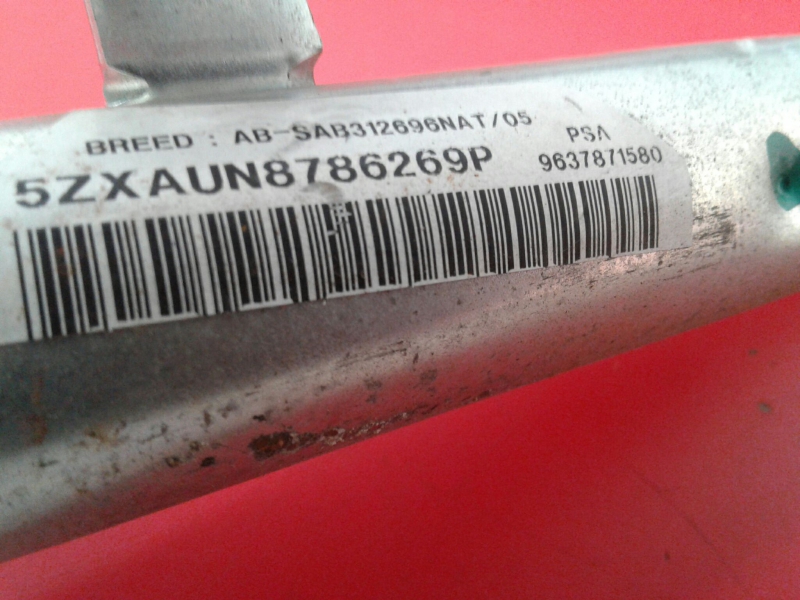 BREED : AB-SAB312696NAT/05
PSA
5ZXAUN8786269P
9637871580